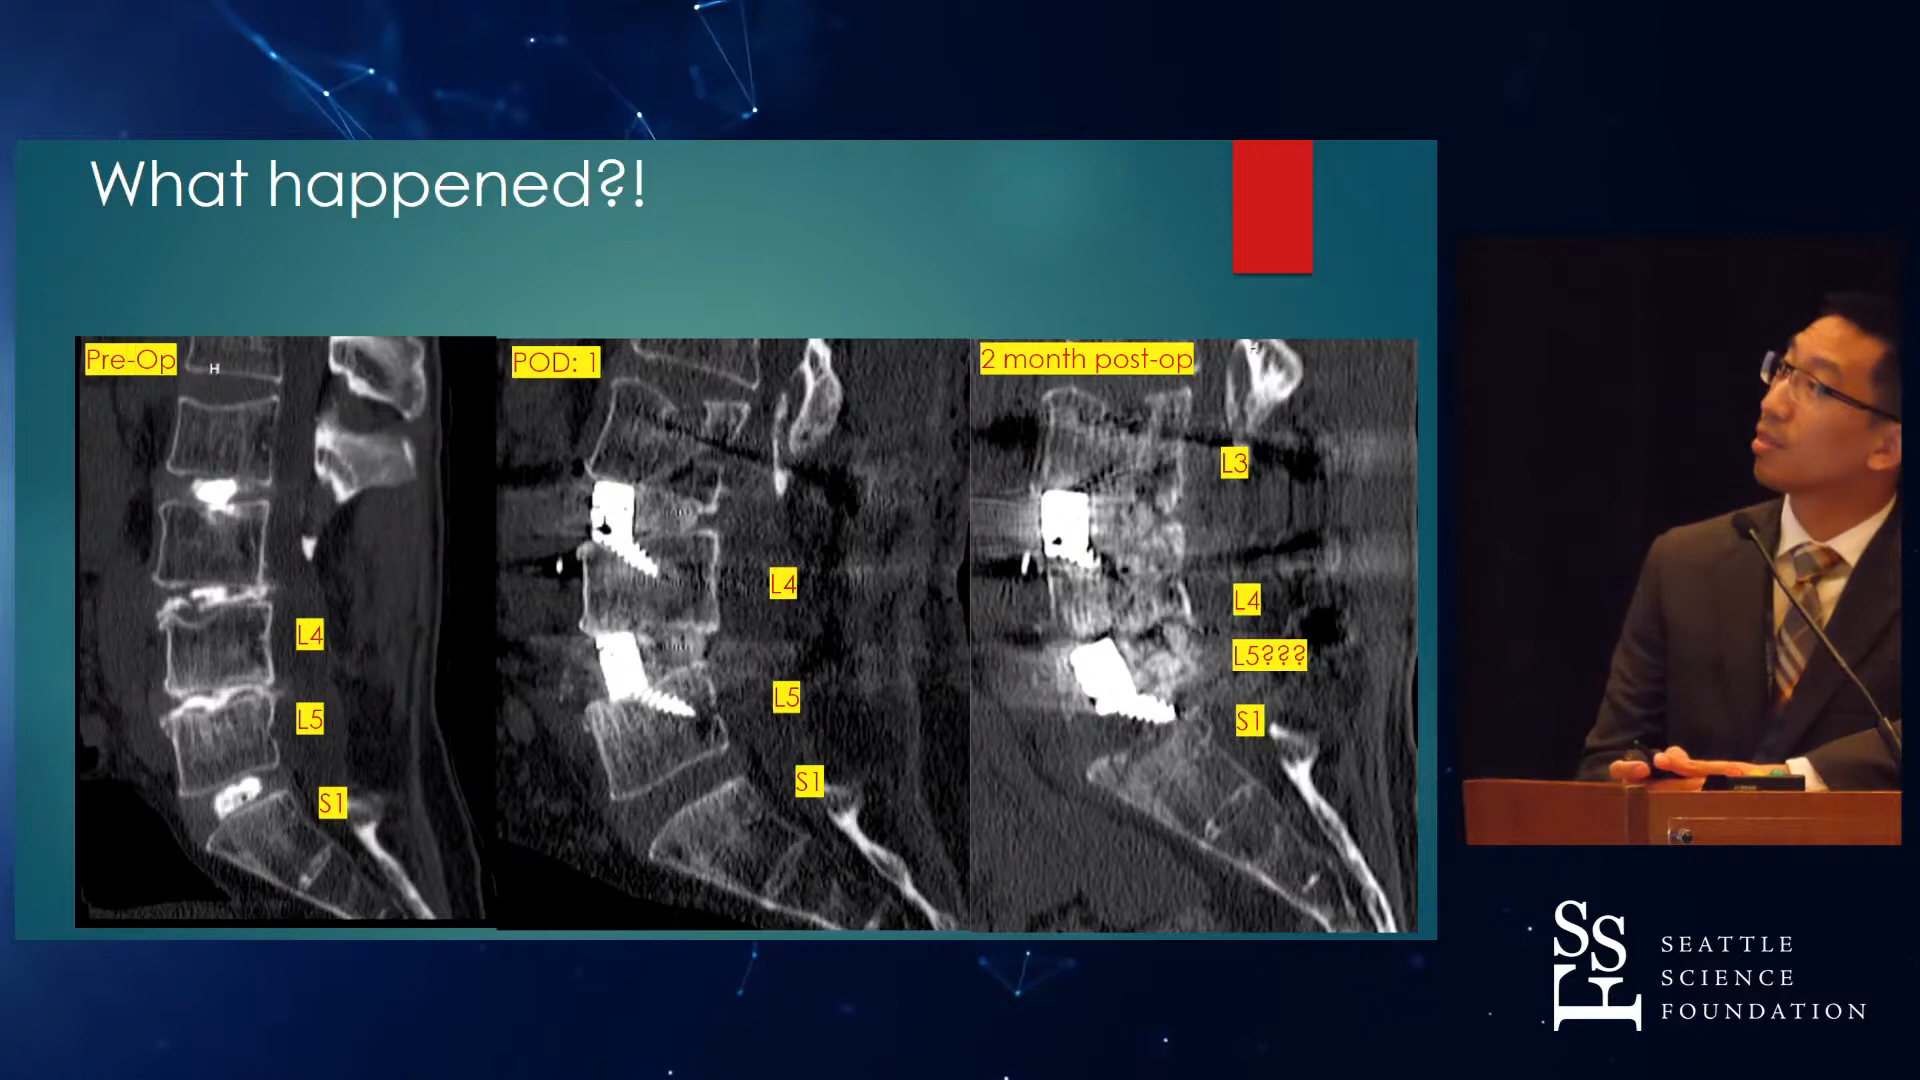 What happened?!
Pre-Op
H
L4
L5
S1
POD: 1
L4
L5
S1
2 month post-op
L3
L4
L5???
S1
SSF
SEATTLE
SCIENCE
FOUNDATION